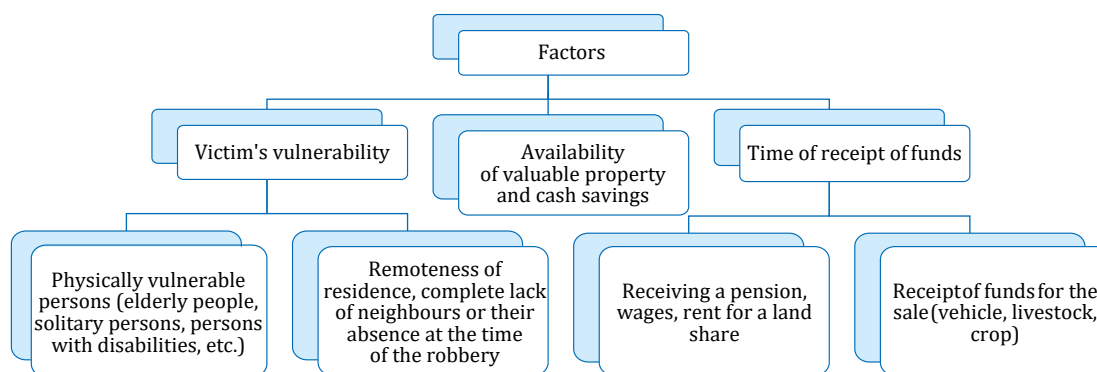 Factors
Victim's vulnerability
Availability
of valuable property
and cash savings
Time of receipt of funds
Physically vulnerable
persons (elderly people,
solitary persons, persons
with disabilities, etc.)
Remoteness of
residence, complete lack
of neighbours or their
absence at the time
of the robbery
Receiving a pension,
wages, rent for a land
share
Receipt of funds for the
sale (vehicle, livestock,
crop)